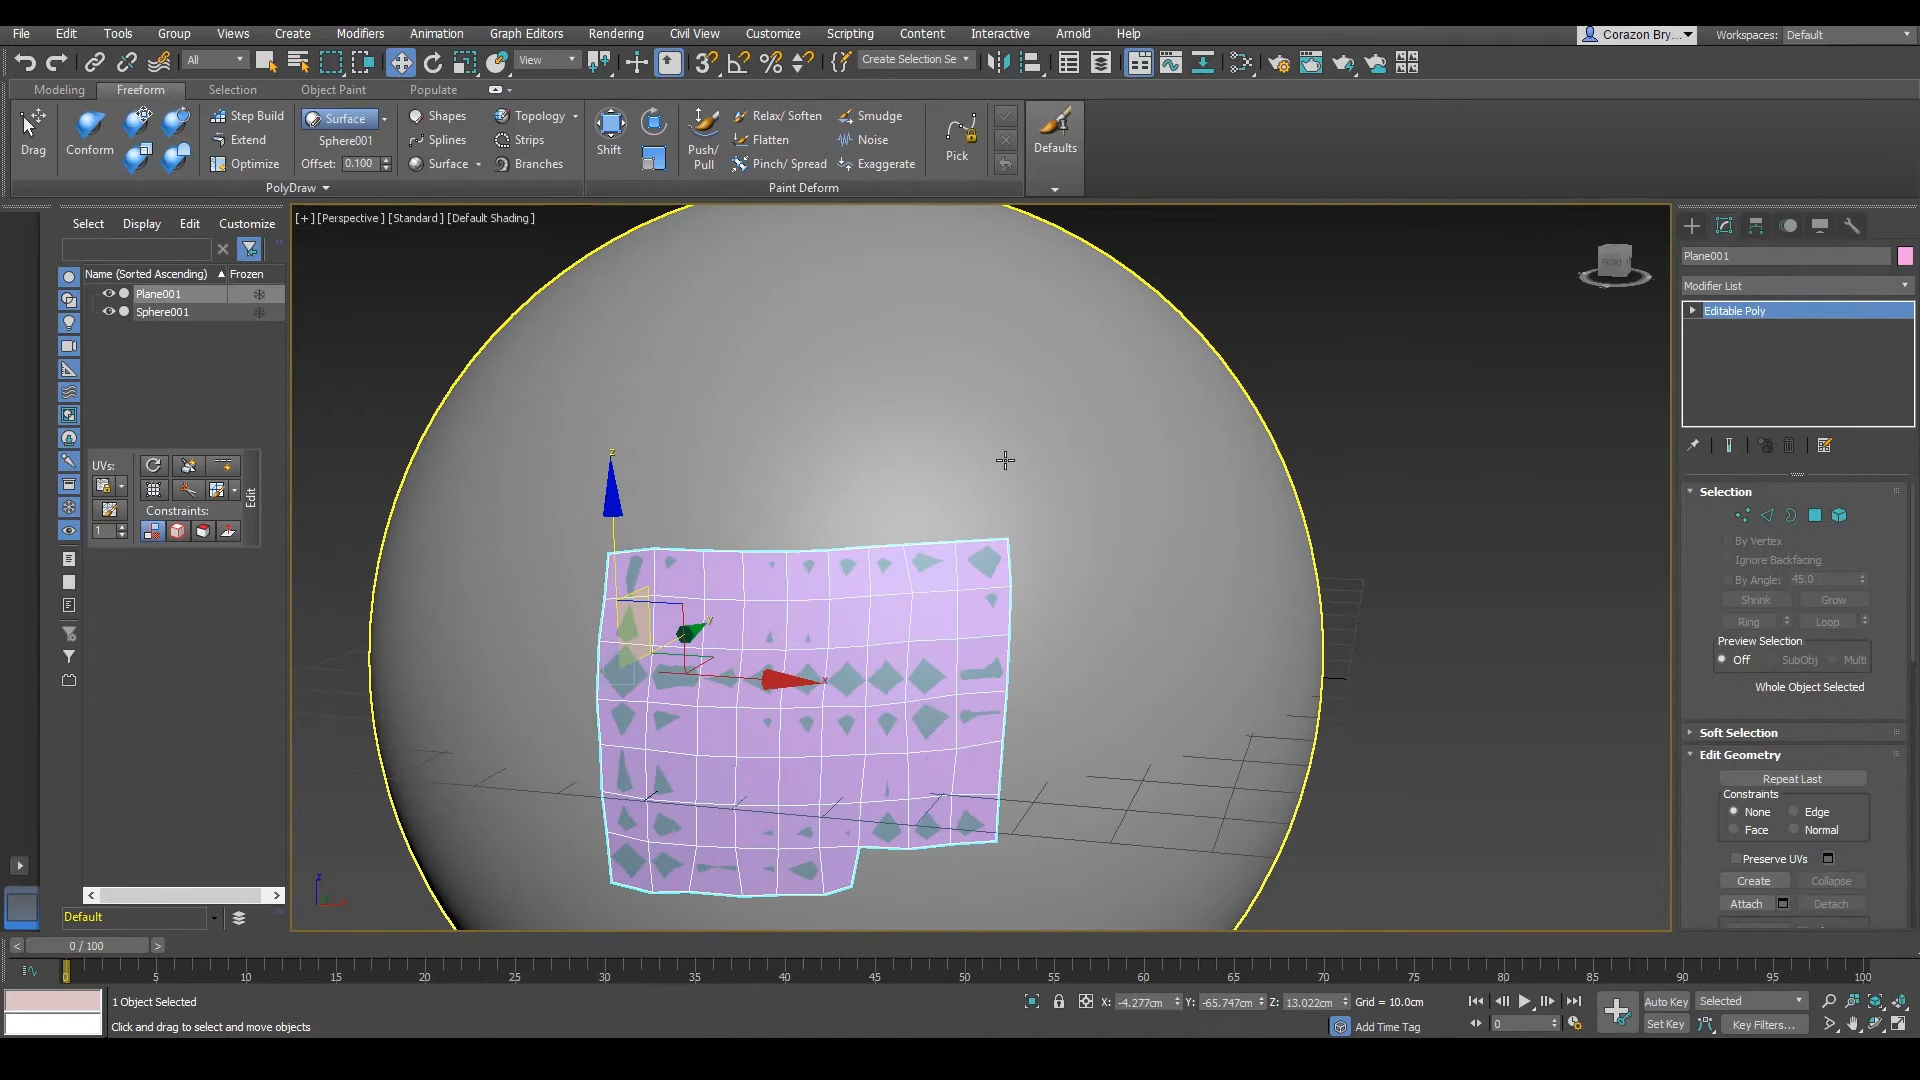 File Edit Tools Group Views Create Modifiers Animation Graph Editors Rendering Civil View Customize Scripting Content Interactive Arnold Help Corazon Bry... Workspaces: Default
All View Create Selection Se
Modeling Freeform Selection Object Paint Populate
Drag Conform Step Build Extend Optimize Surface Sphere001 Offset: 0.100 Shapes Splines Surface Topology Strips Branches Shift Push/ Pull Relax/ Soften Flatten Pinch/ Spread Smudge Noise Exaggerate Pick Defaults
PolyDraw Paint Deform
Select Display Edit Customize
[+] [Perspective] [Standard] [Default Shading]
Name (Sorted Ascending) Frozen
Plane001
Sphere001
UVs:
Edit
Constraints:
1
Default
FRONT
z
y
x
z
Plane001
Modifier List
Editable Poly
Selection
By Vertex
Ignore Backfacing
By Angle: 45.0
Shrink Grow
Ring Loop
Preview Selection
Off SubObj Multi
Whole Object Selected
Soft Selection
Edit Geometry
Repeat Last
Constraints
None Edge
Face Normal
Preserve UVs
Create Collapse
Attach Detach
< 0 / 100 >
0 5 10 15 20 25 30 35 40 45 50 55 60 65 70 75 80 85 90 95 100
1 Object Selected
Click and drag to select and move objects
X: -4.277cm Y: -65.747cm Z: 13.022cm Grid = 10.0cm
Add Time Tag
0
Auto Key Selected
Set Key Key Filters...